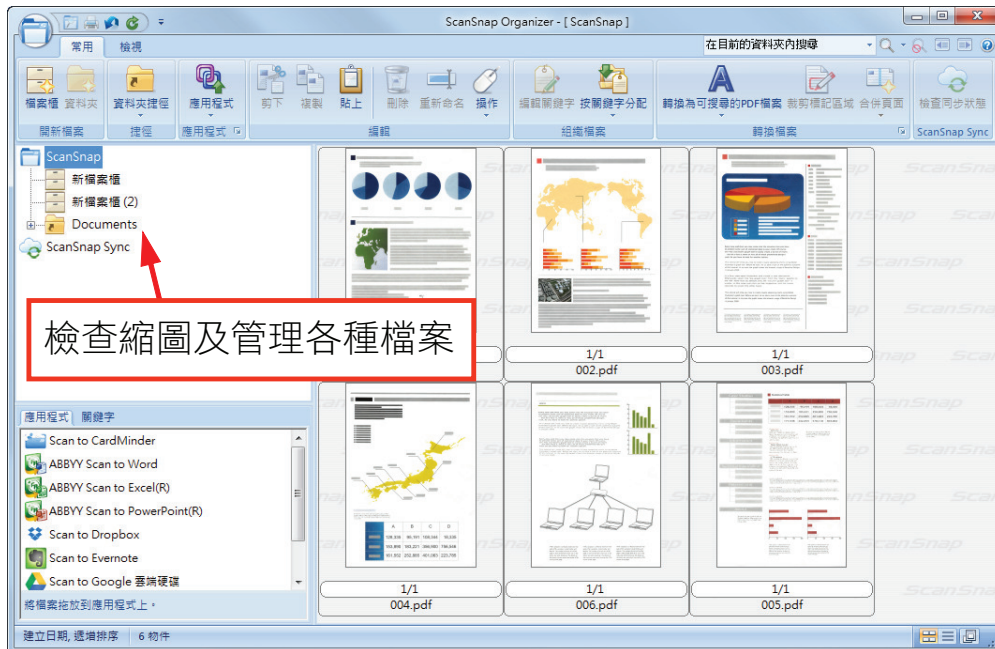 ScanSnap Organizer - [ ScanSnap ]
常用 檢視
在目前的資料夾內搜尋
檔案櫃 資料夾 資料夾捷徑 應用程式 剪下 複製 貼上 刪除 重新命名 操作 編輯關鍵字 按關鍵字分配 轉換為可搜尋的PDF檔案 裁剪標記區域 合併頁面 檢查同步狀態
開新檔案 捷徑 應用程式 編輯 組織檔案 轉換檔案 ScanSnap Sync
ScanSnap
新檔案櫃
新檔案櫃 (2)
Documents
ScanSnap Sync
檢查縮圖及管理各種檔案
1/1
002.pdf
1/1
003.pdf
應用程式 關鍵字
Scan to CardMinder
ABBYY Scan to Word
ABBYY Scan to Excel(R)
ABBYY Scan to PowerPoint(R)
Scan to Dropbox
Scan to Evernote
Scan to Google 雲端硬碟
將檔案拖放到應用程式上。
A B C D
1/1
004.pdf
1/1
006.pdf
1/1
005.pdf
建立日期, 遞增排序 6 物件